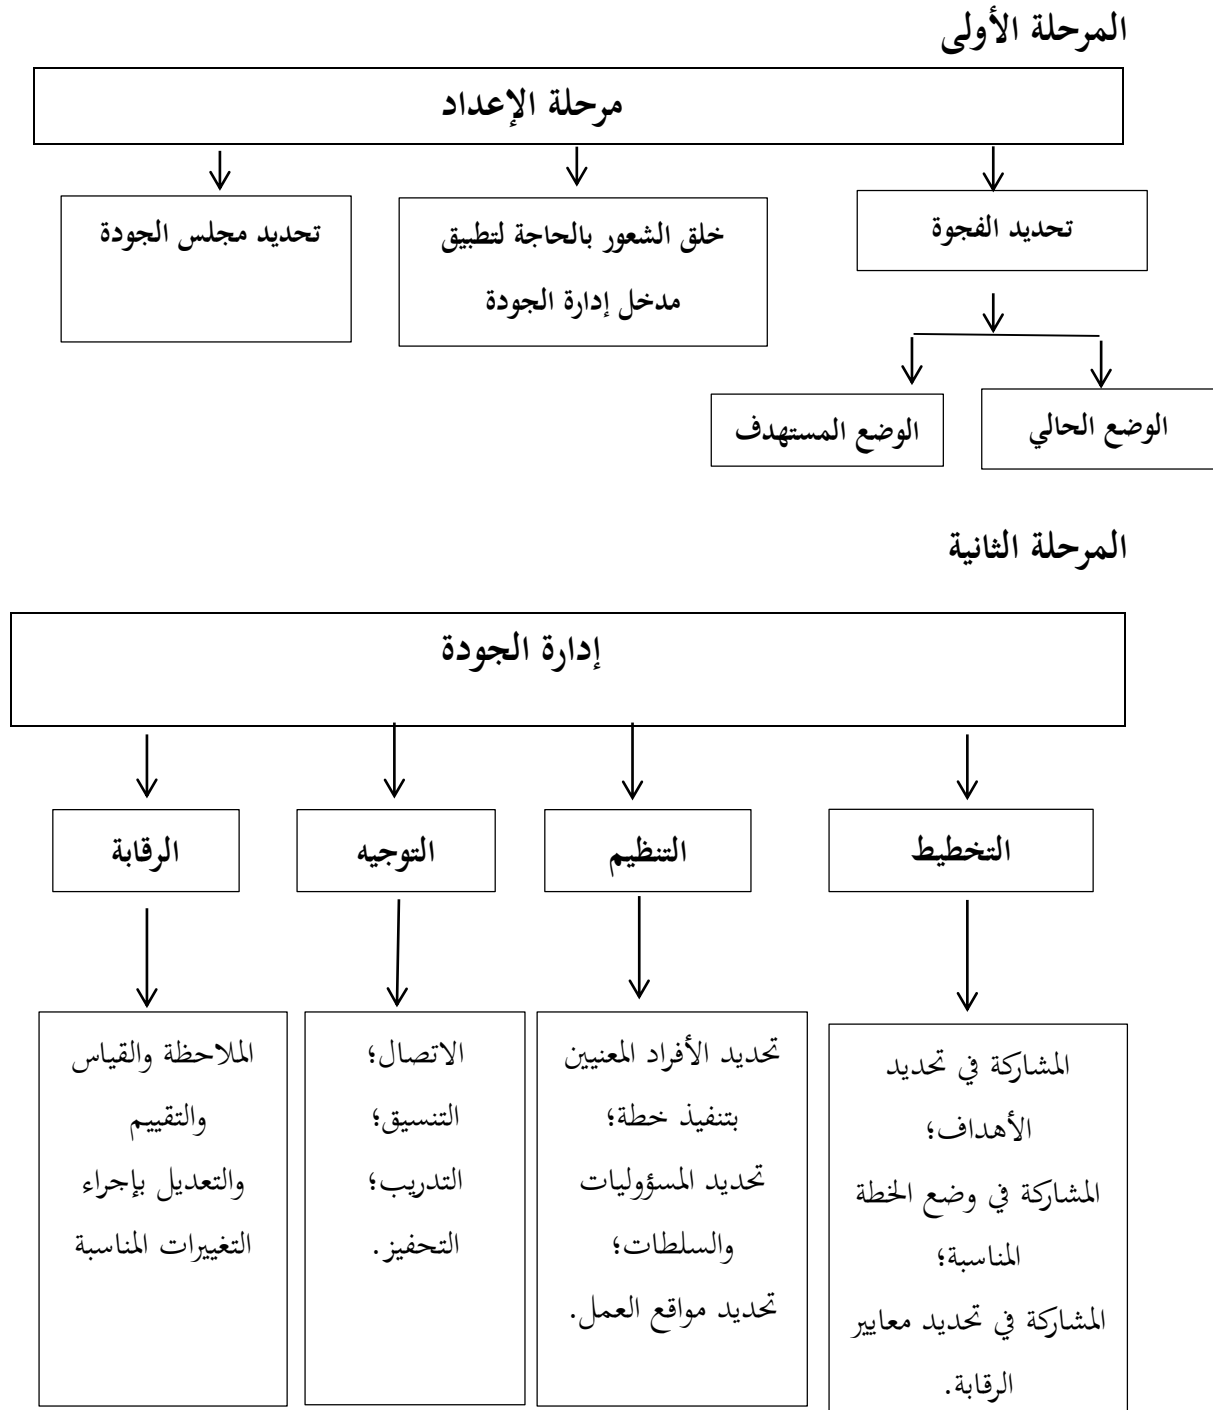 المرحلة الأولى
مرحلة الإعداد
تحديد الفجوة
خلق الشعور بالحاجة لتطبيق
مدخل إدارة الجودة
تحديد مجلس الجودة
الوضع الحالي
الوضع المستهدف
المرحلة الثانية
إدارة الجودة
التخطيط
التنظيم
التوجيه
الرقابة
المشاركة في تحديد
الأهداف؛
المشاركة في وضع الخطة
المناسبة؛
المشاركة في تحديد معايير
الرقابة.
تحديد الأفراد المعنيين
بتنفيذ خطة؛
تحديد المسؤوليات
والسلطات؛
تحديد مواقع العمل.
الاتصال؛
التنسيق؛
التدريب؛
التحفيز.
الملاحظة والقياس
والتقييم
والتعديل بإجراء
التغييرات المناسبة